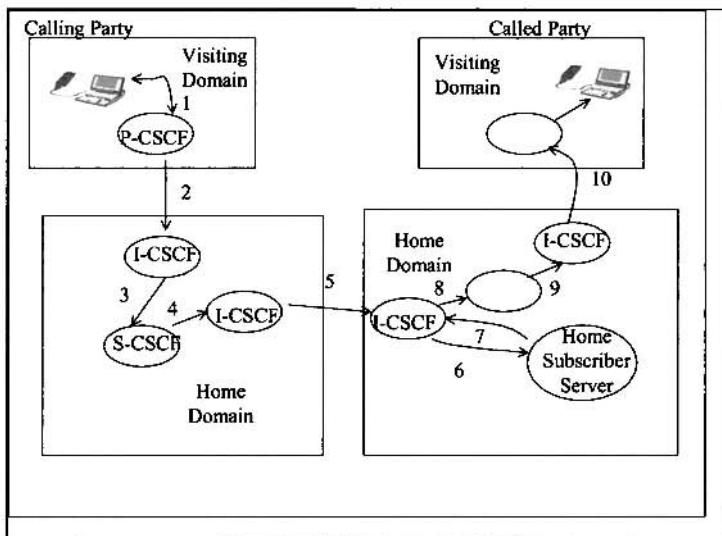 Calling Party
Visiting
Domain
1
P-CSCF
2
I-CSCF
3
4
S-CSCF
I-CSCF
Home
Domain
5
Called Party
Visiting
Domain
10
Home
Domain
I-CSCF
8
9
I-CSCF
7
6
Home
Subscriber
Server